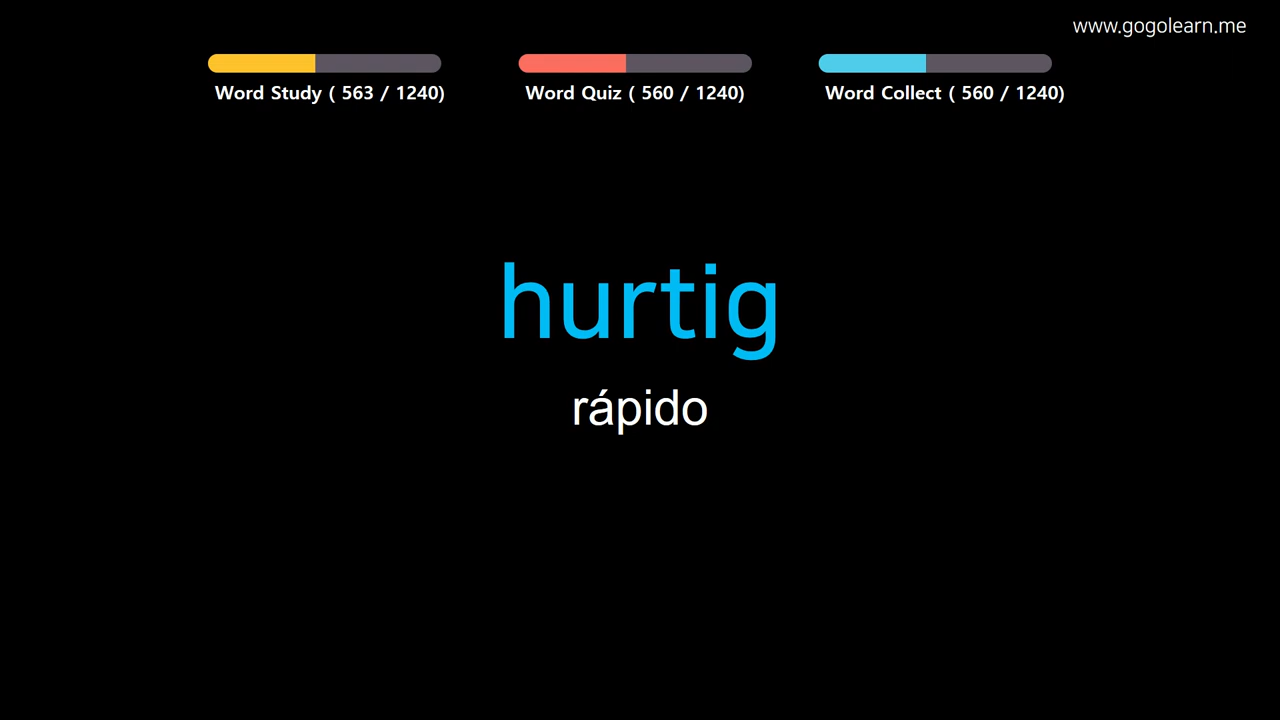 www.gogolearn.me
Word Study ( 563 / 1240)
Word Quiz ( 560 / 1240)
Word Collect ( 560 / 1240)
hurtig
rápido